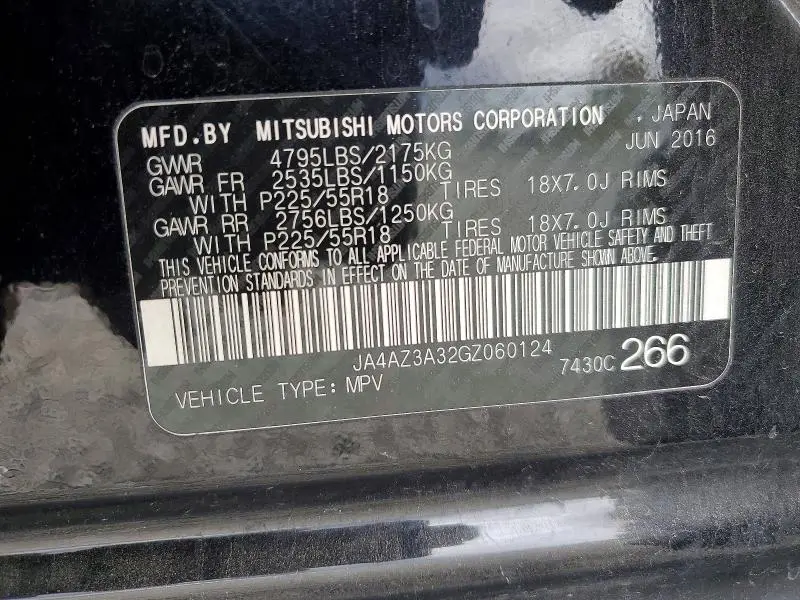 MFD.BY MITSUBISHI MOTORS CORPORATION , JAPAN
JUN 2016
GVWR 4795LBS/2175KG
GAWR FR 2535LBS/1150KG
WITH P225/55R18 TIRES 18X7.0J RIMS
GAWR RR 2756LBS/1250KG
WITH P225/55R18 TIRES 18X7.0J RIMS
THIS VEHICLE CONFORMS TO ALL APPLICABLE FEDERAL MOTOR VEHICLE SAFETY AND THEFT
PREVENTION STANDARDS IN EFFECT ON THE DATE OF MANUFACTURE SHOWN ABOVE.
JA4AZ3A32GZ060124
7430C 266
VEHICLE TYPE: MPV